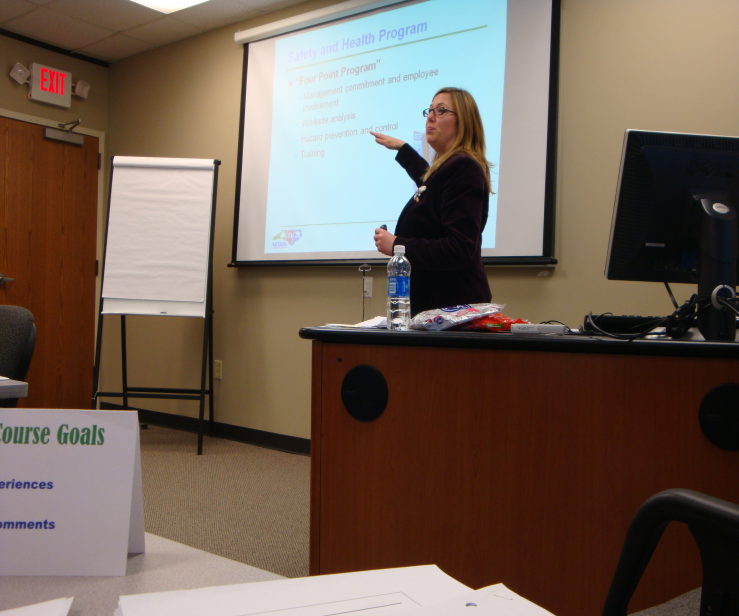 EXIT
Safety and Health Program
"Four Point Program"
– Management commitment and employee
involvement
– Worksite analysis
– Hazard prevention and control
– Training
Course Goals
eriences
omments